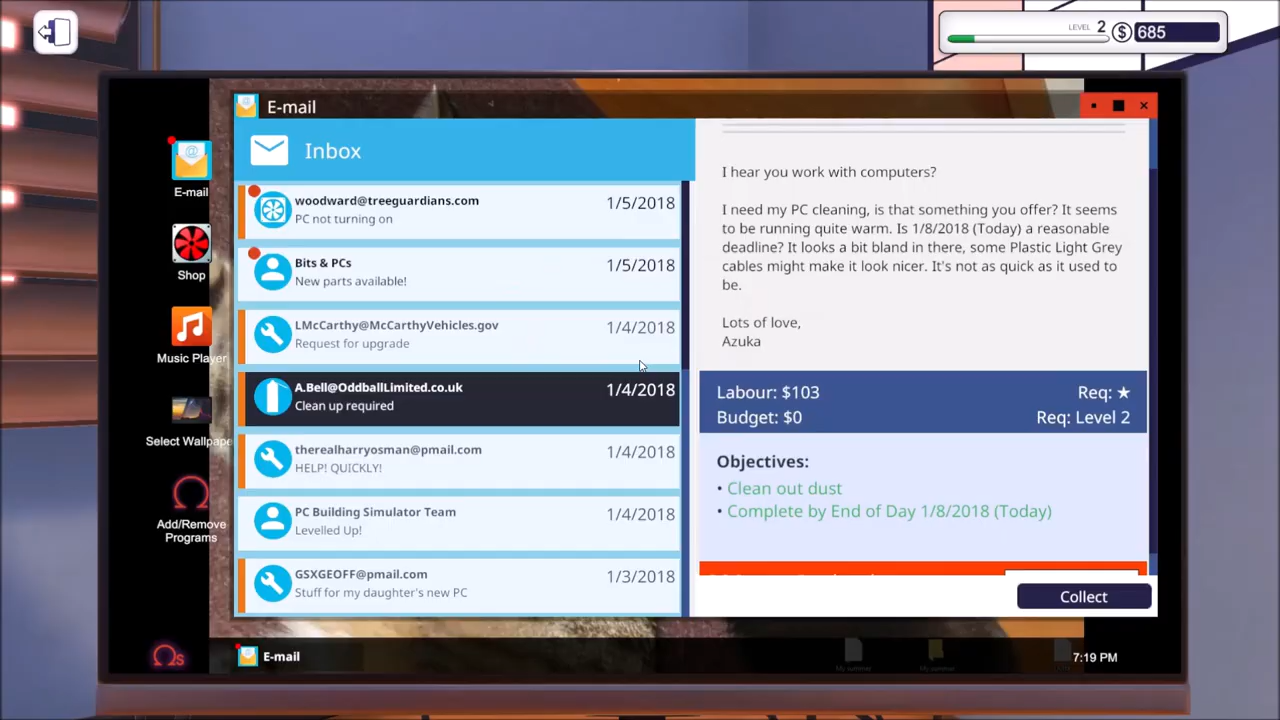 LEVEL 2
$ 685
E-mail
Inbox
woodward@treeguardians.com
PC not turning on
1/5/2018
Bits & PCs
New parts available!
1/5/2018
LMcCarthy@McCarthyVehicles.gov
Request for upgrade
1/4/2018
A.Bell@OddballLimited.co.uk
Clean up required
1/4/2018
therealharryosman@pmail.com
HELP! QUICKLY!
1/4/2018
PC Building Simulator Team
Levelled Up!
1/4/2018
GSXGEOFF@pmail.com
Stuff for my daughter's new PC
1/3/2018
I hear you work with computers?
I need my PC cleaning, is that something you offer? It seems
to be running quite warm. Is 1/8/2018 (Today) a reasonable
deadline? It looks a bit bland in there, some Plastic Light Grey
cables might make it look nicer. It's not as quick as it used to
be.
Lots of love,
Azuka
Labour: $103
Req: ★
Budget: $0
Req: Level 2
Objectives:
• Clean out dust
• Complete by End of Day 1/8/2018 (Today)
Collect
E-mail
Shop
Music Player
Select Wallpape
Add/Remove
Programs
Ωs
E-mail
7:19 PM